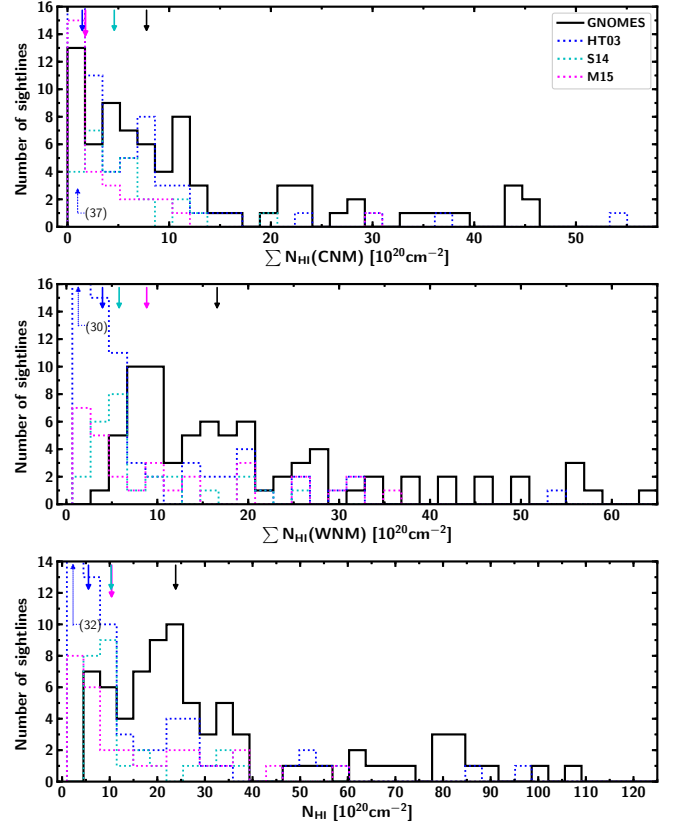 16
14
12
10
8
6
4
2
0
Number of sightlines
GNOMES
HT03
S14
M15
(37)
0 10 20 30 40 50
∑ N_HI(CNM) [10^20cm^−2]
16
14
12
10
8
6
4
2
0
Number of sightlines
(30)
0 10 20 30 40 50 60
∑ N_HI(WNM) [10^20cm^−2]
14
12
10
8
6
4
2
0
Number of sightlines
(32)
0 10 20 30 40 50 60 70 80 90 100 110 120
N_HI [10^20cm^−2]